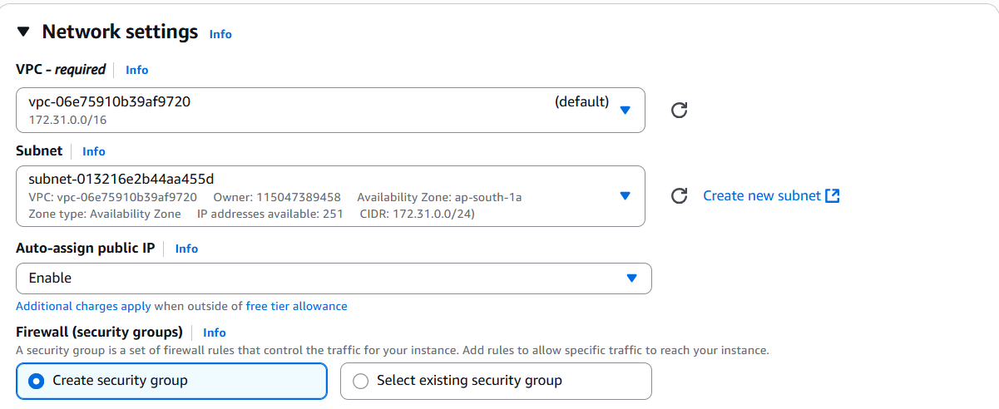 Network settings Info
VPC - required Info
vpc-06e75910b39af9720 (default)
172.31.0.0/16
Subnet Info
subnet-013216e2b44aa455d
VPC: vpc-06e75910b39af9720 Owner: 115047389458 Availability Zone: ap-south-1a
Zone type: Availability Zone IP addresses available: 251 CIDR: 172.31.0.0/24)
Create new subnet
Auto-assign public IP Info
Enable
Additional charges apply when outside of free tier allowance
Firewall (security groups) Info
A security group is a set of firewall rules that control the traffic for your instance. Add rules to allow specific traffic to reach your instance.
Create security group Select existing security group